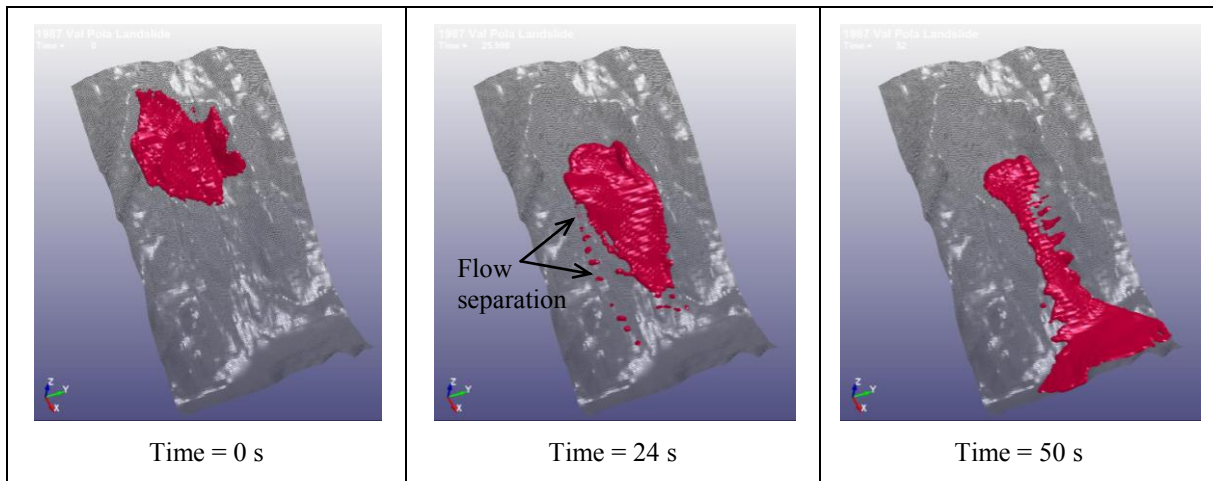 1987 Val Pola Landslide
Time = 0
1987 Val Pola Landslide
Time = 25.998
1987 Val Pola Landslide
Time = 52
Flow
separation
Z
Y
X
Z
Y
X
Z
Y
X
Time = 0 s
Time = 24 s
Time = 50 s